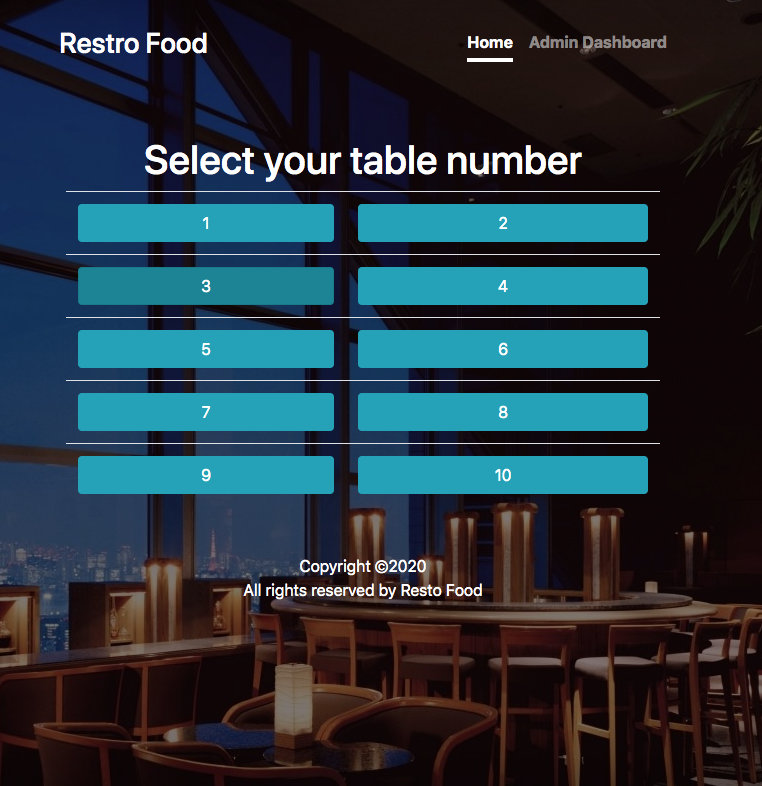 Restro Food
Home Admin Dashboard
Select your table number
1 2
3 4
5 6
7 8
9 10
Copyright ©2020
All rights reserved by Resto Food